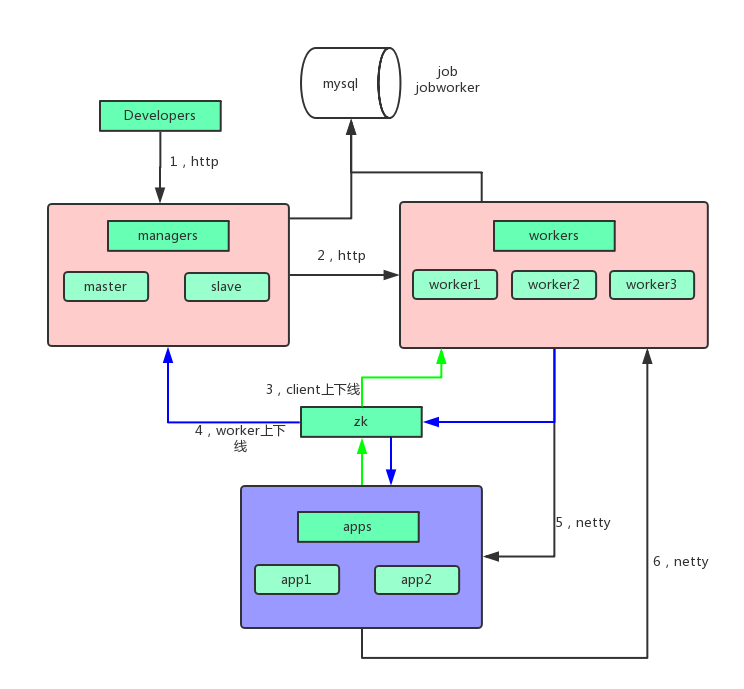 mysql
job
jobworker
Developers
1，http
managers
master
slave
2，http
workers
worker1
worker2
worker3
3，client上下线
4，worker上下
线
zk
5，netty
6，netty
apps
app1
app2